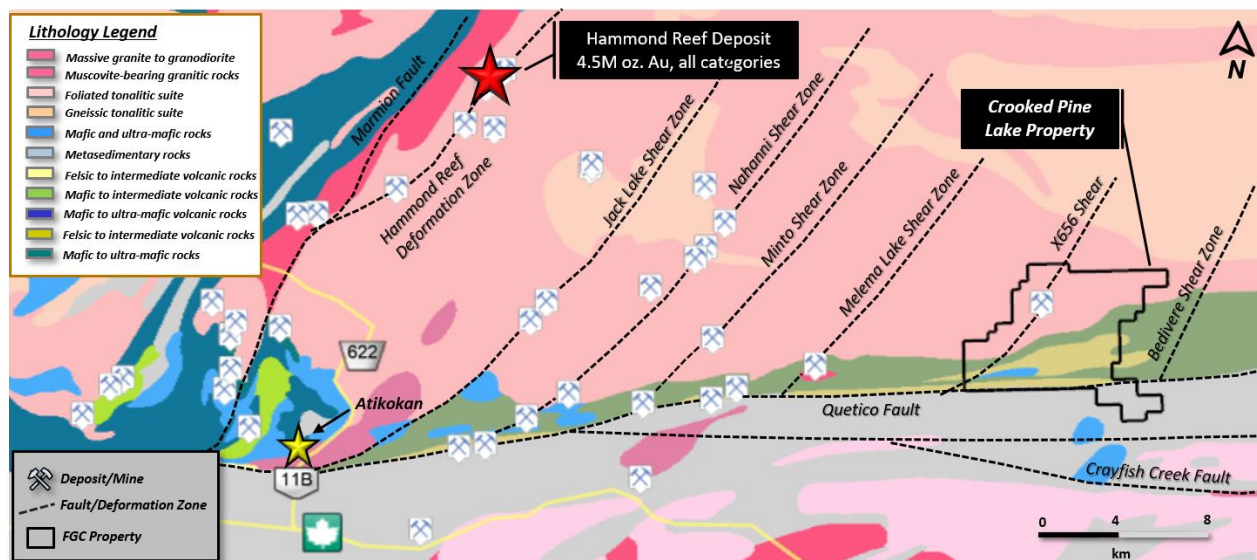 Lithology Legend
Massive granite to granodiorite
Muscovite-bearing granitic rocks
Foliated tonalitic suite
Gneissic tonalitic suite
Mafic and ultra-mafic rocks
Metasedimentary rocks
Felsic to intermediate volcanic rocks
Mafic to intermediate volcanic rocks
Mafic to ultra-mafic volcanic rocks
Felsic to intermediate volcanic rocks
Mafic to ultra-mafic rocks
Hammond Reef Deposit
4.5M oz. Au, all categories
N
Crooked Pine
Lake Property
Marmion Fault
Hammond Reef
Deformation Zone
Jack Lake Shear Zone
Nahanni Shear Zone
Minto Shear Zone
Melema Lake Shear Zone
X656 Shear
Bedivere Shear Zone
622
Atikokan
11B
Quetico Fault
Crayfish Creek Fault
Deposit/Mine
Fault/Deformation Zone
FGC Property
0 4 8
km